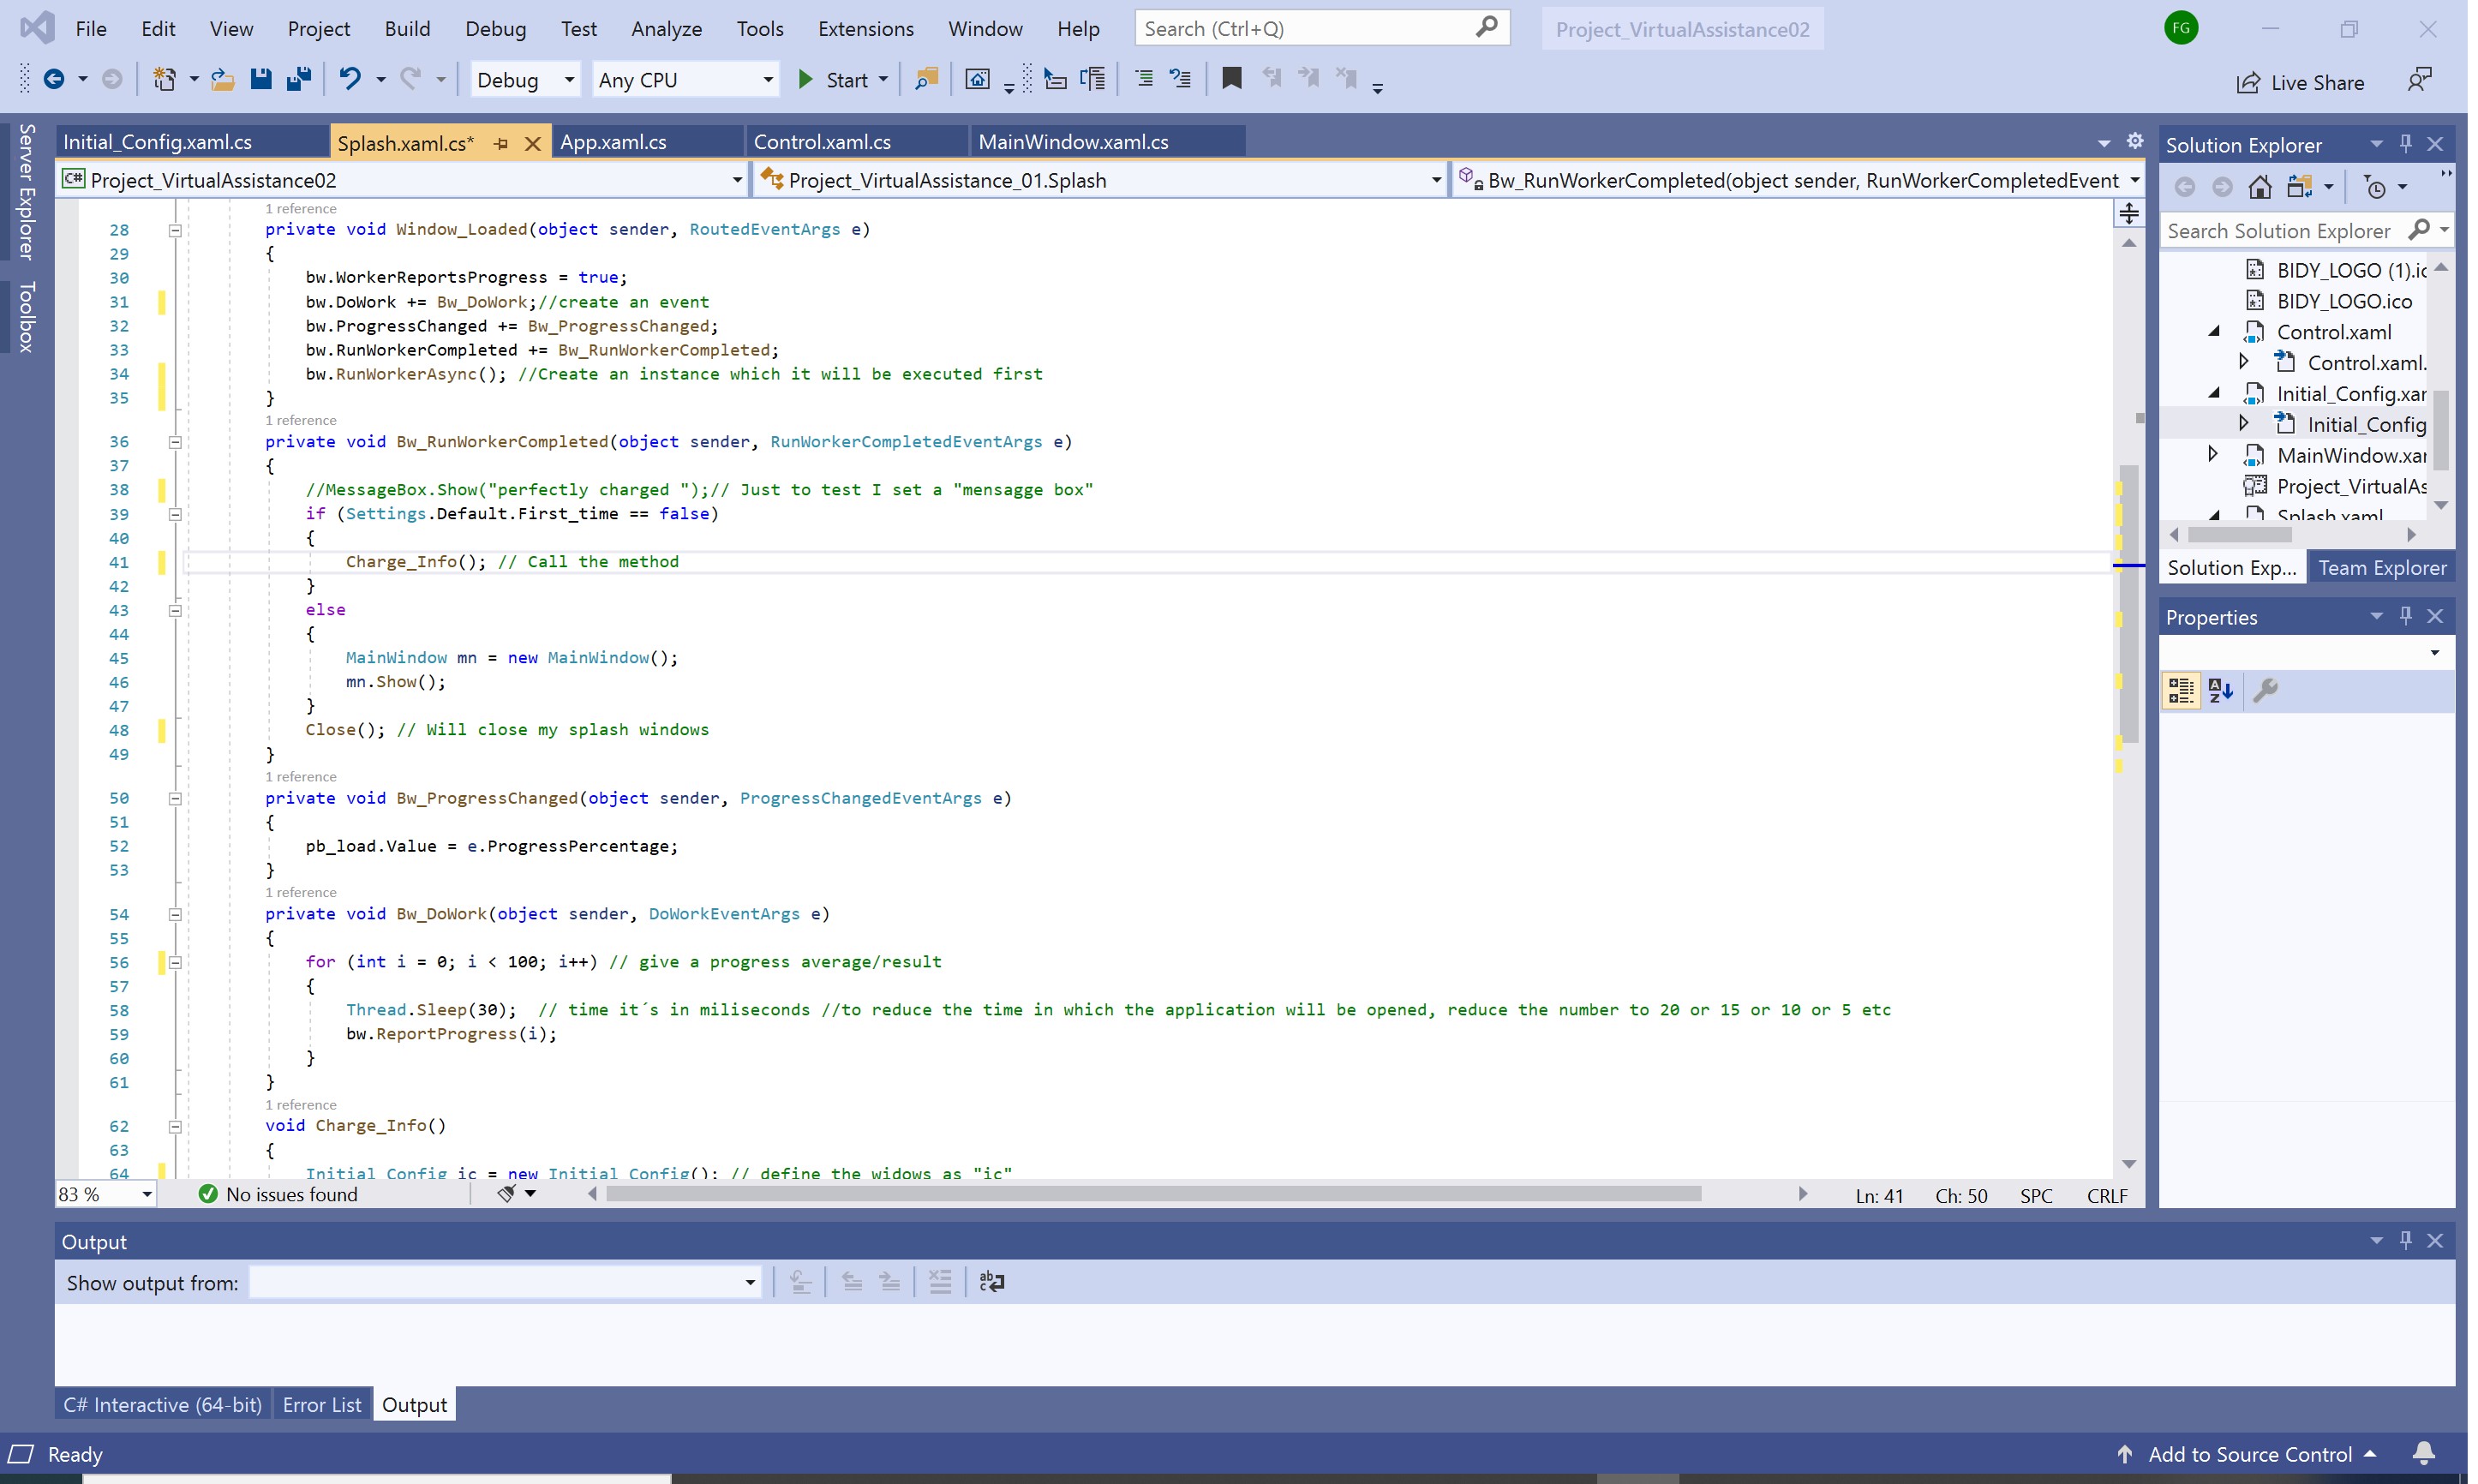 File Edit View Project Build Debug Test Analyze Tools Extensions Window Help Search (Ctrl+Q) Project_VirtualAssistance02 FG
Debug Any CPU Start Live Share
Server Explorer
Toolbox
Initial_Config.xaml.cs Splash.xaml.cs* App.xaml.cs Control.xaml.cs MainWindow.xaml.cs
C# Project_VirtualAssistance02 Project_VirtualAssistance_01.Splash Bw_RunWorkerCompleted(object sender, RunWorkerCompletedEvent
1 reference
28 private void Window_Loaded(object sender, RoutedEventArgs e)
29 {
30 bw.WorkerReportsProgress = true;
31 bw.DoWork += Bw_DoWork;//create an event
32 bw.ProgressChanged += Bw_ProgressChanged;
33 bw.RunWorkerCompleted += Bw_RunWorkerCompleted;
34 bw.RunWorkerAsync(); //Create an instance which it will be executed first
35 }
1 reference
36 private void Bw_RunWorkerCompleted(object sender, RunWorkerCompletedEventArgs e)
37 {
38 //MessageBox.Show("perfectly charged ");// Just to test I set a "mensagge box"
39 if (Settings.Default.First_time == false)
40 {
41 Charge_Info(); // Call the method
42 }
43 else
44 {
45 MainWindow mn = new MainWindow();
46 mn.Show();
47 }
48 Close(); // Will close my splash windows
49 }
1 reference
50 private void Bw_ProgressChanged(object sender, ProgressChangedEventArgs e)
51 {
52 pb_load.Value = e.ProgressPercentage;
53 }
1 reference
54 private void Bw_DoWork(object sender, DoWorkEventArgs e)
55 {
56 for (int i = 0; i < 100; i++) // give a progress average/result
57 {
58 Thread.Sleep(30); // time it´s in miliseconds //to reduce the time in which the application will be opened, reduce the number to 20 or 15 or 10 or 5 etc
59 bw.ReportProgress(i);
60 }
61 }
1 reference
62 void Charge_Info()
63 {
64 Initial_Config ic = new Initial_Config(); // define the widows as "ic"
83 % No issues found Ln: 41 Ch: 50 SPC CRLF
Solution Explorer
Search Solution Explorer
BIDY_LOGO (1).ic
BIDY_LOGO.ico
Control.xaml
Control.xaml.
Initial_Config.xar
Initial_Config
MainWindow.xar
Project_VirtualAs
Splash.xaml
Solution Exp... Team Explorer
Properties
Output
Show output from:
C# Interactive (64-bit) Error List Output
Ready Add to Source Control